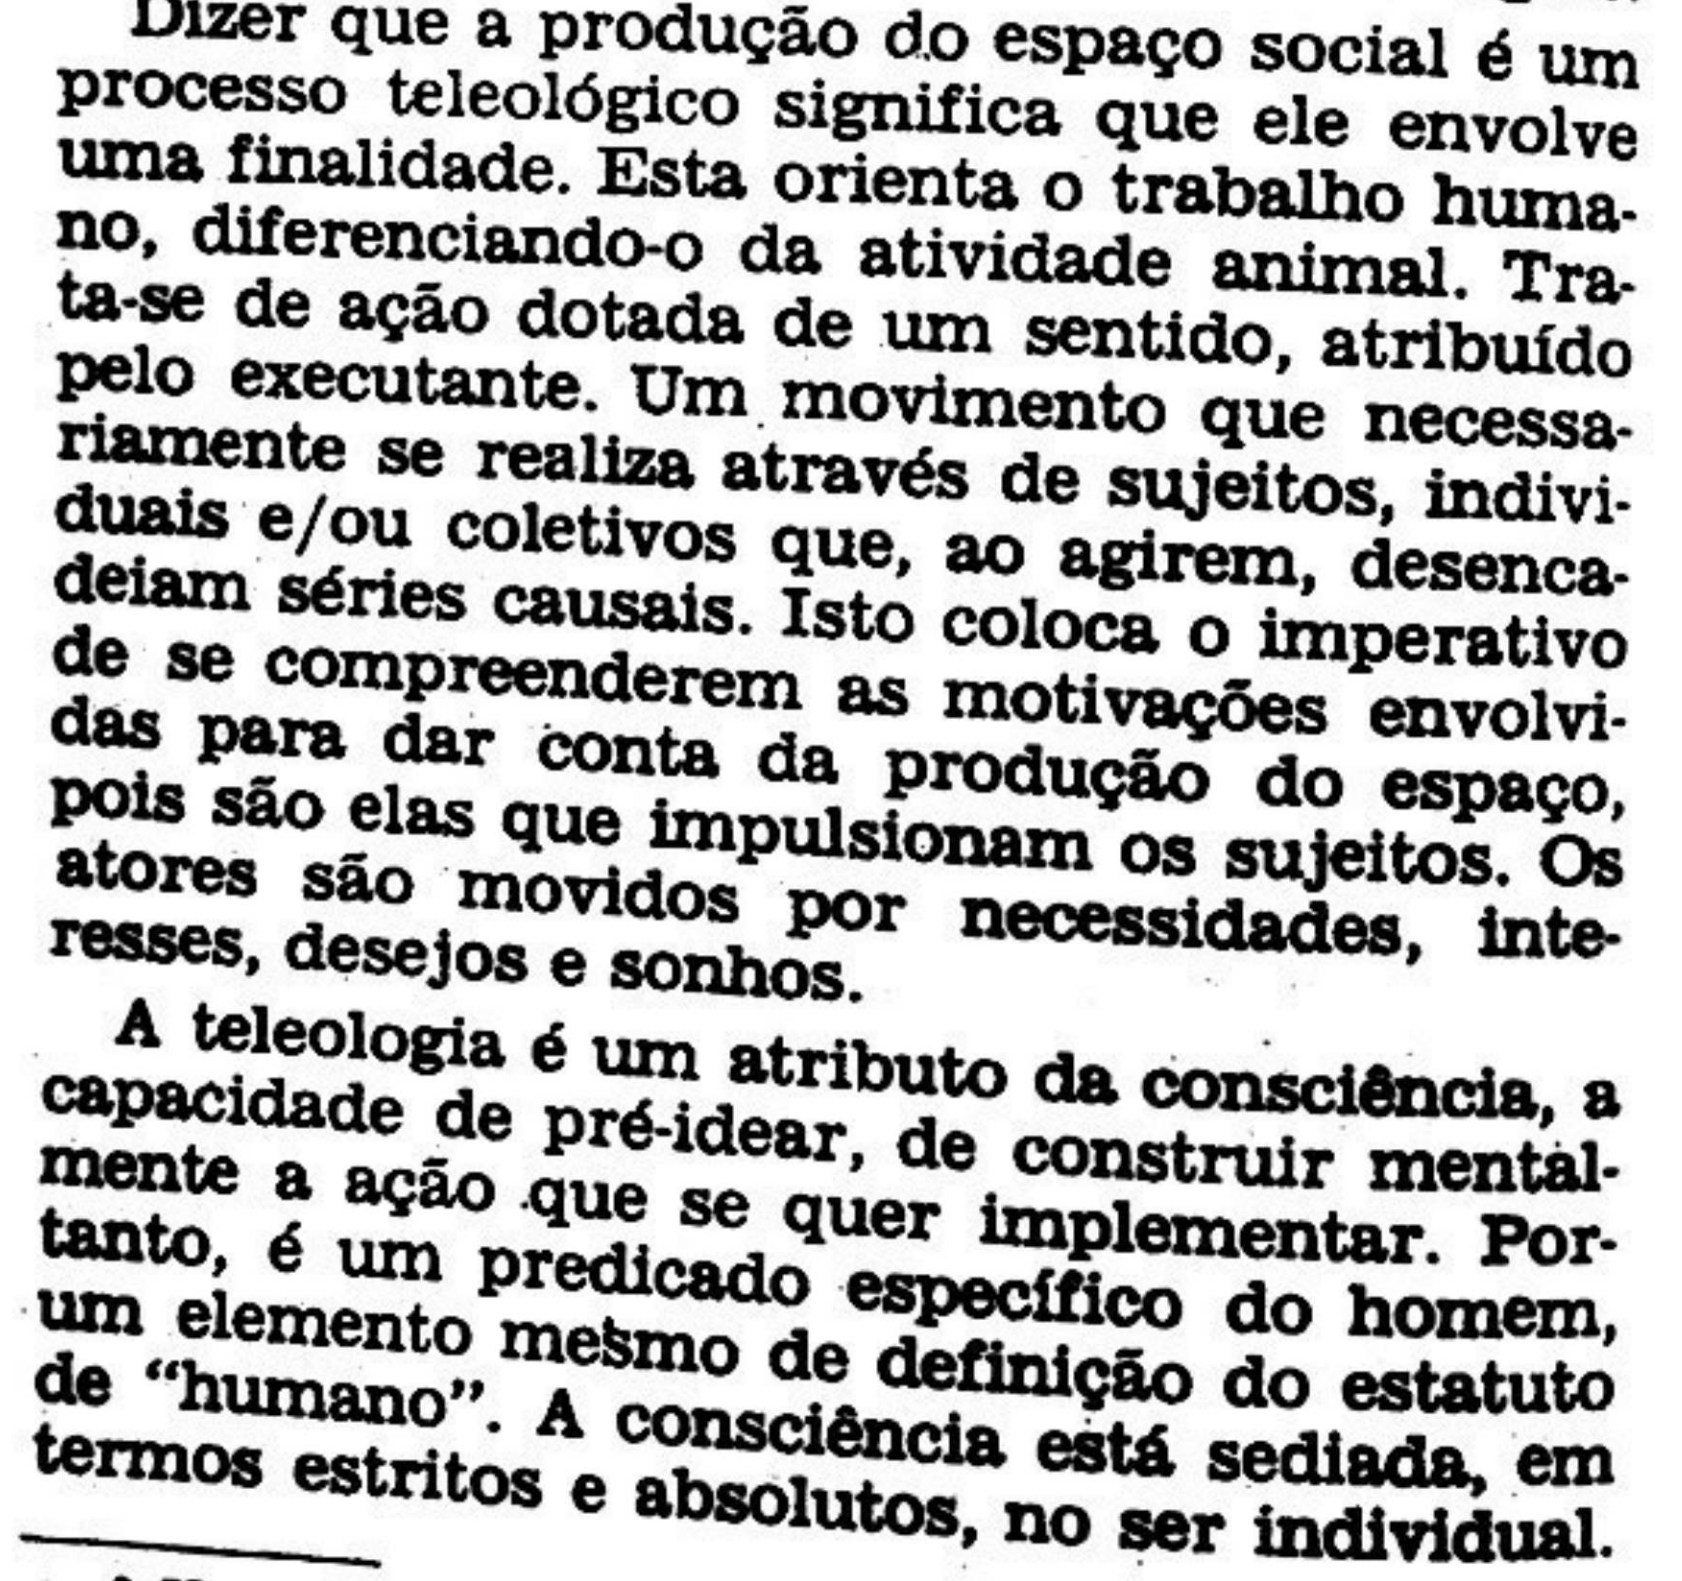 Dizer que a produção do espaço social é um
processo teleológico significa que ele envolve
uma finalidade. Esta orienta o trabalho huma-
no, diferenciando-o da atividade animal. Tra-
ta-se de ação dotada de um sentido, atribuído
pelo executante. Um movimento que necessa-
riamente se realiza através de sujeitos, indivi-
duais e/ou coletivos que, ao agirem, desenca-
deiam séries causais. Isto coloca o imperativo
de se compreenderem as motivações envolvi-
das para dar conta da produção do espaço,
pois são elas que impulsionam os sujeitos. Os
atores são movidos por necessidades, inte-
resses, desejos e sonhos.
A teleologia é um atributo da consciência, a
capacidade de pré-idear, de construir mental-
mente a ação que se quer implementar. Por-
tanto, é um predicado específico do homem,
um elemento mesmo de definição do estatuto
de “humano”. A consciência está sediada, em
termos estritos e absolutos, no ser individual.